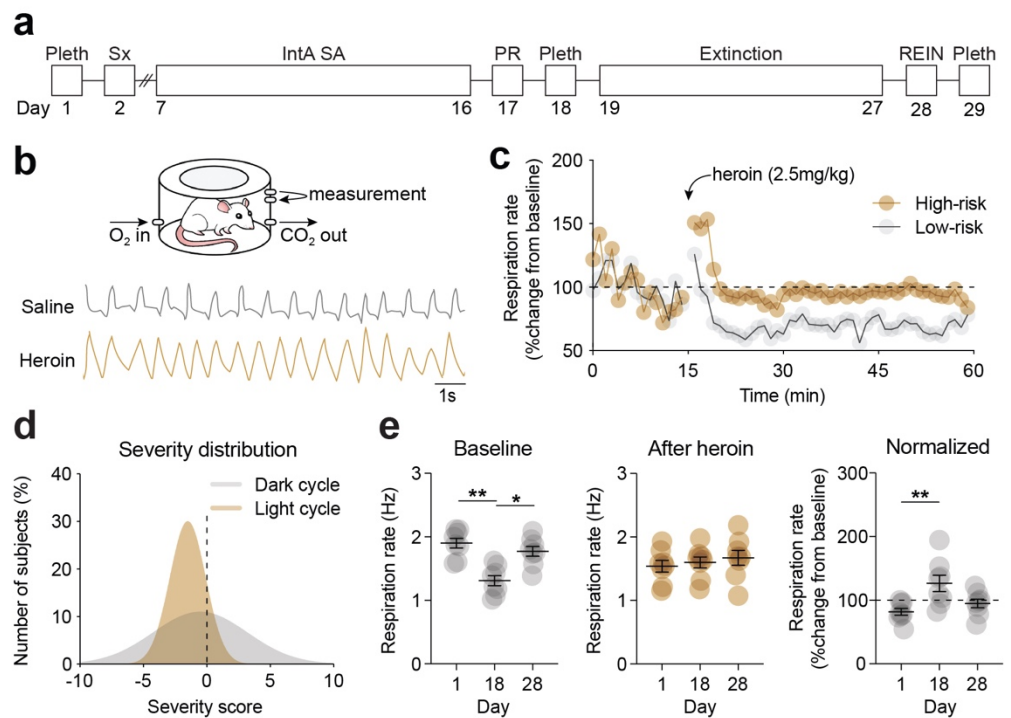 a
Pleth Sx IntA SA PR Pleth Extinction REIN Pleth
Day 1 2 7 16 17 18 19 27 28 29
b
measurement
O2 in
CO2 out
Saline
Heroin
1s
c
Respiration rate
(%change from baseline)
200
150
100
50
heroin (2.5mg/kg)
High-risk
Low-risk
0 15 30 45 60
Time (min)
d
Severity distribution
Number of subjects (%)
40
30
20
10
0
Dark cycle
Light cycle
-10 -5 0 5 10
Severity score
e
Baseline
Respiration rate (Hz)
3
2
1
0
** *
1 18 28
Day
After heroin
Respiration rate (Hz)
3
2
1
0
1 18 28
Day
Normalized
Respiration rate
(%change from baseline)
300
200
100
0
**
1 18 28
Day